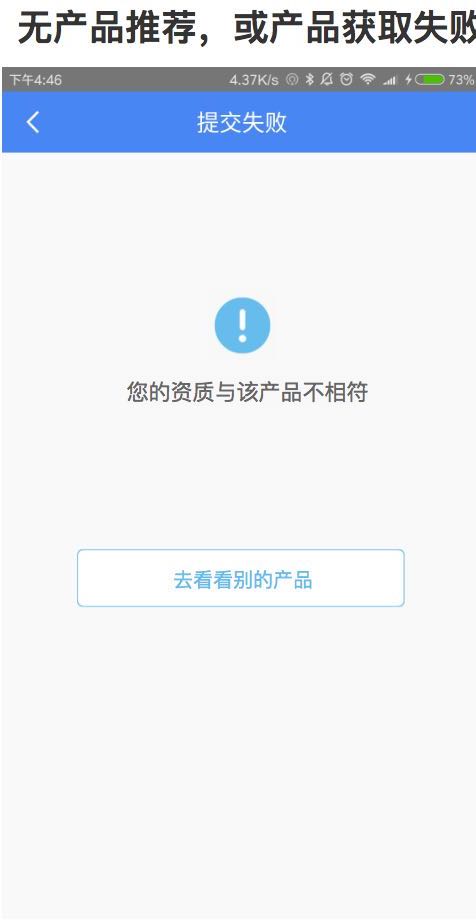 无产品推荐，或产品获取失败
下午4:46
4.37K/s
73%
提交失败
您的资质与该产品不相符
去看看别的产品